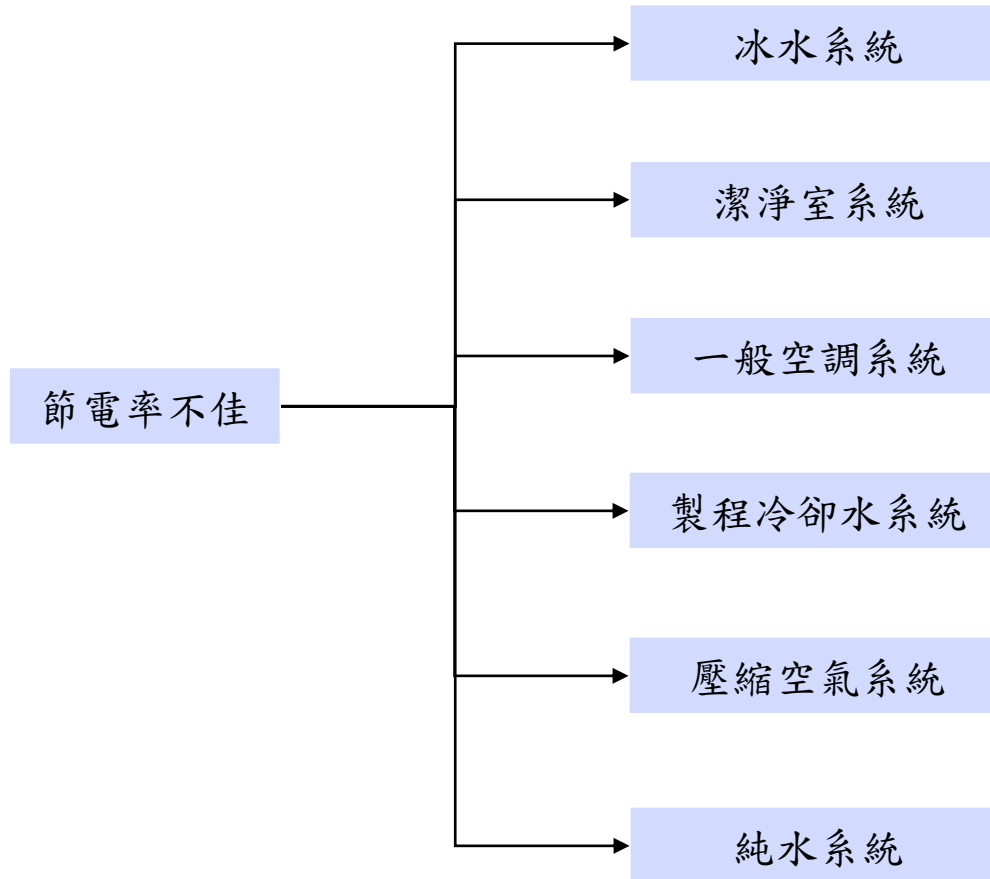 冰水系統
潔淨室系統
一般空調系統
節電率不佳
製程冷卻水系統
壓縮空氣系統
純水系統